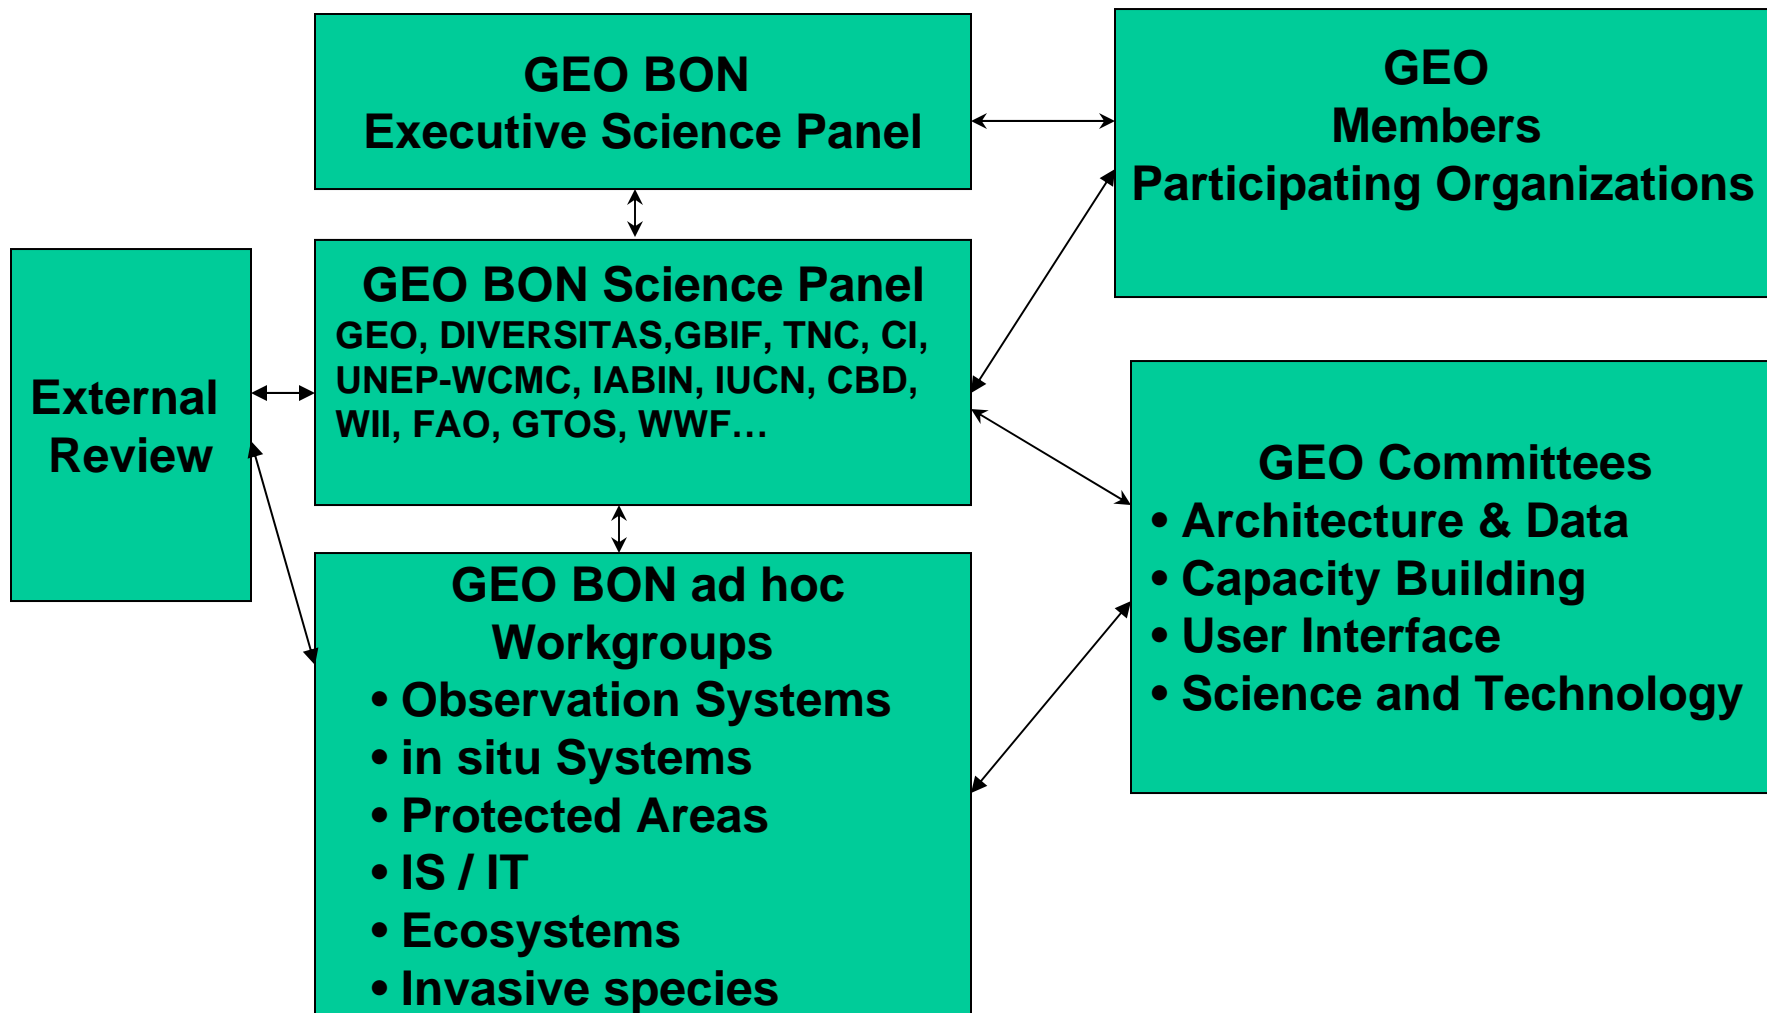 GEO BON
Executive Science Panel
GEO
Members
Participating Organizations
External
Review
GEO BON Science Panel
GEO, DIVERSITAS,GBIF, TNC, CI,
UNEP-WCMC, IABIN, IUCN, CBD,
WII, FAO, GTOS, WWF…
GEO Committees
• Architecture & Data
• Capacity Building
• User Interface
• Science and Technology
GEO BON ad hoc
Workgroups
• Observation Systems
• in situ Systems
• Protected Areas
• IS / IT
• Ecosystems
• Invasive species